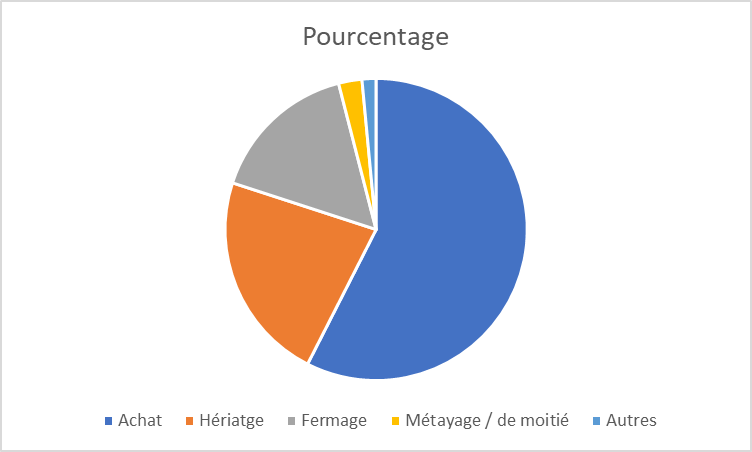 Pourcentage
Achat Hériatge Fermage Métayage / de moitié Autres